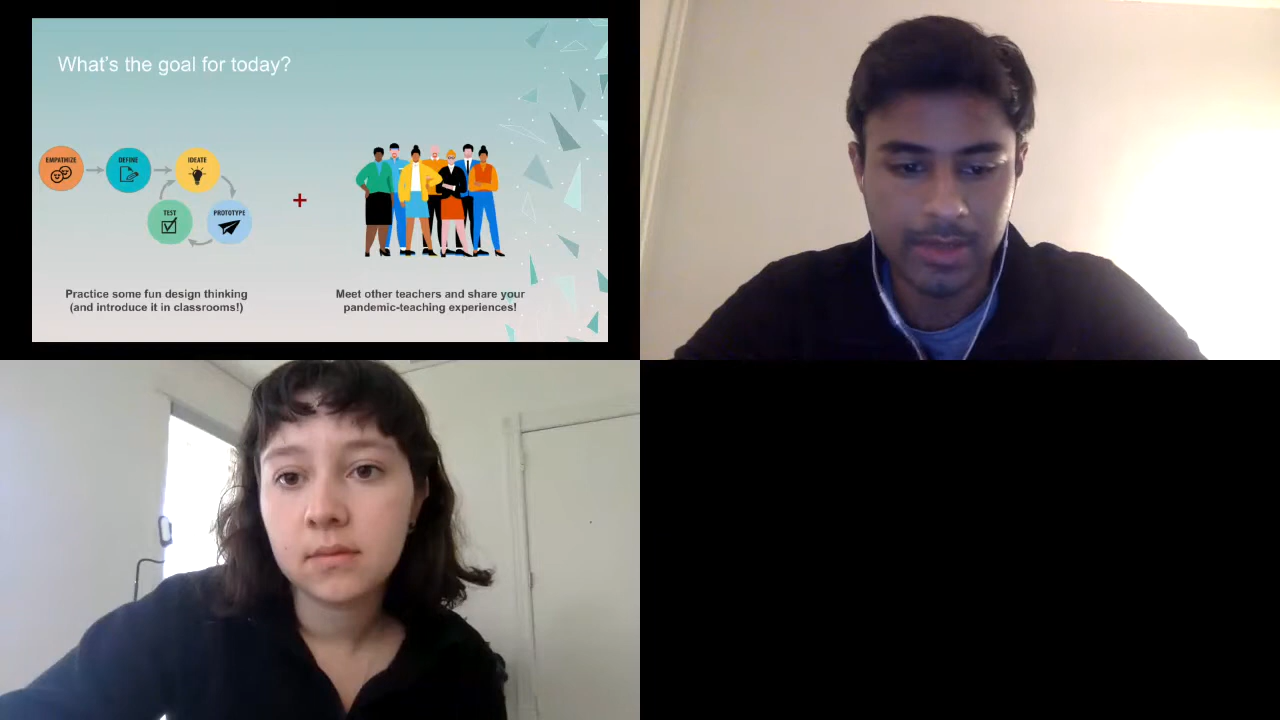 What's the goal for today?
EMPATHIZE
DEFINE
IDEATE
TEST
PROTOTYPE
+
Practice some fun design thinking
(and introduce it in classrooms!)
Meet other teachers and share your
pandemic-teaching experiences!